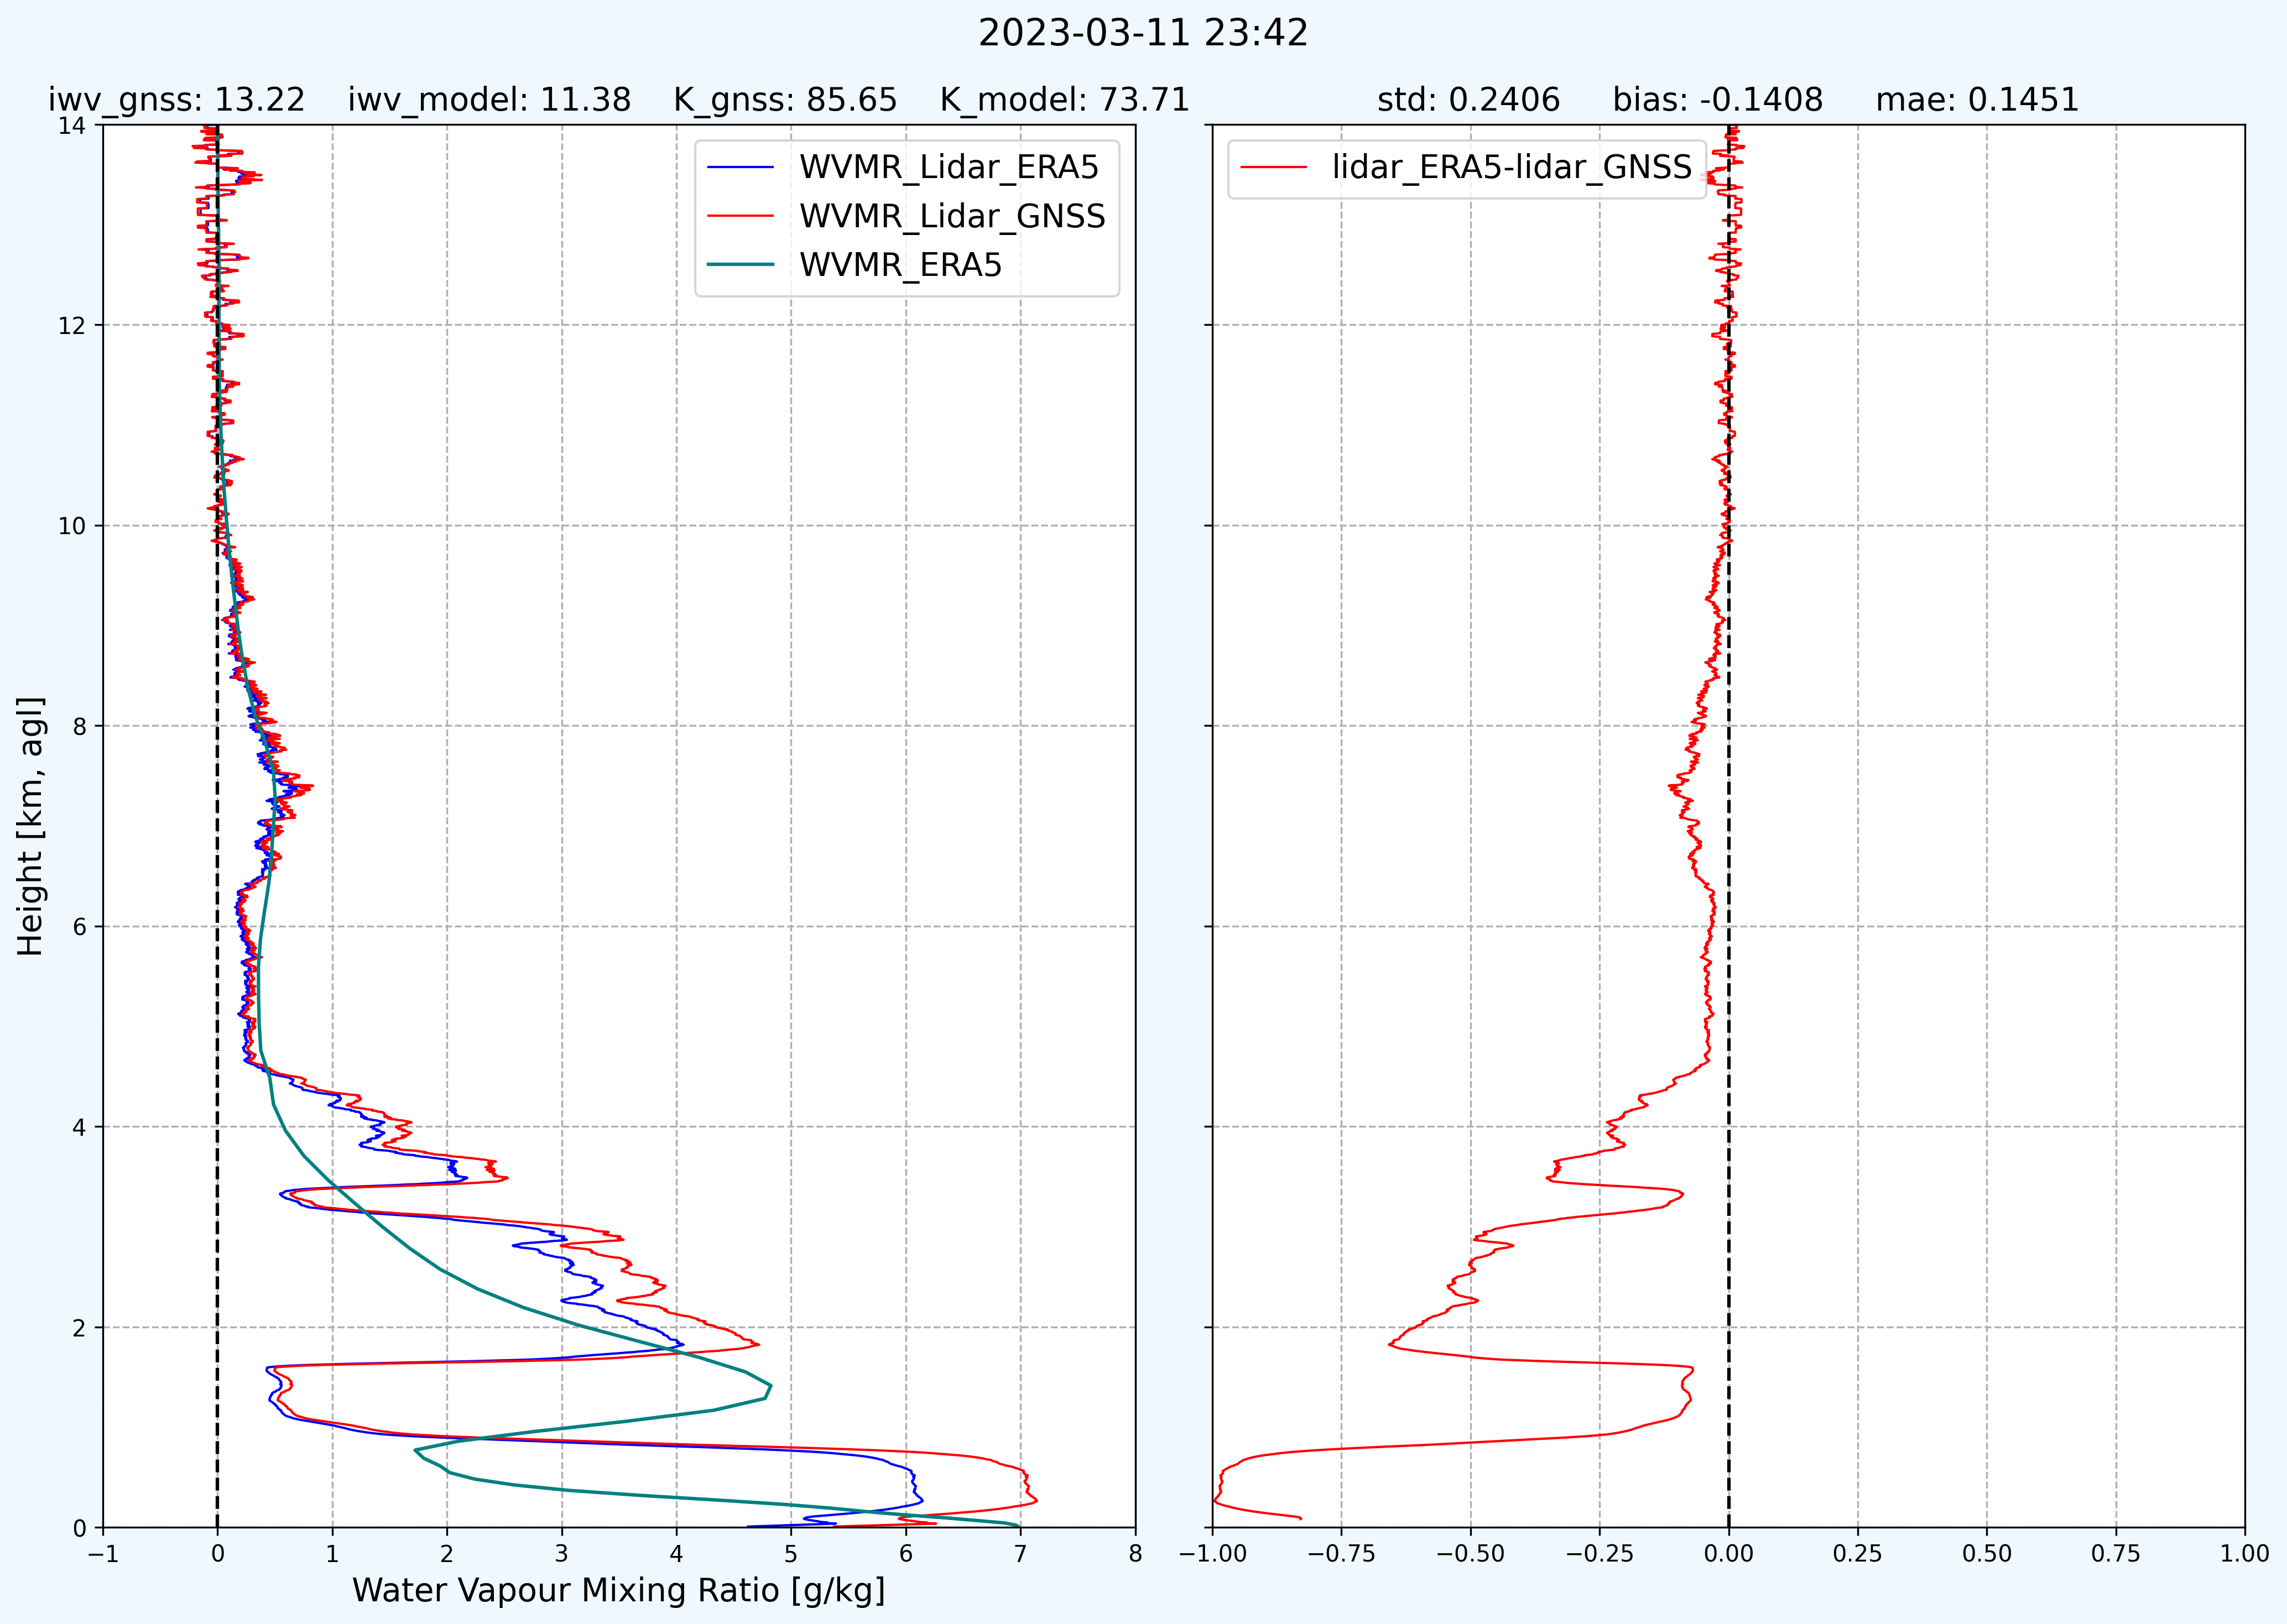 2023-03-11 23:42
iwv_gnss: 13.22 iwv_model: 11.38 K_gnss: 85.65 K_model: 73.71
std: 0.2406 bias: -0.1408 mae: 0.1451
WVMR_Lidar_ERA5
WVMR_Lidar_GNSS
WVMR_ERA5
lidar_ERA5-lidar_GNSS
Height [km, agl]
14
12
10
8
6
4
2
0
−1 0 1 2 3 4 5 6 7 8
−1.00 −0.75 −0.50 −0.25 0.00 0.25 0.50 0.75 1.00
Water Vapour Mixing Ratio [g/kg]